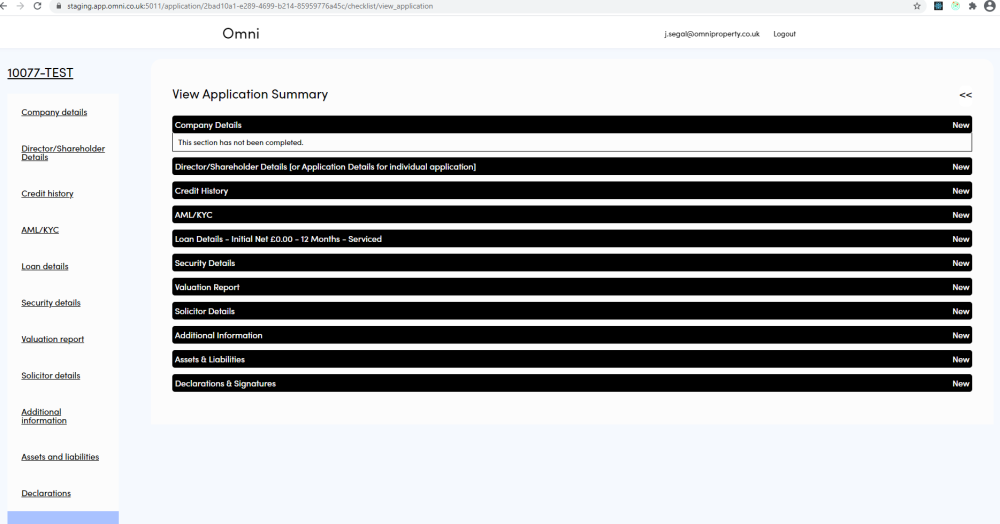 staging.app.omni.co.uk:5011/application/2bad10a1-e289-4699-b214-85959776a45c/checklist/view_application
Omni
j.segal@omniproperty.co.uk Logout
10077-TEST
Company details
Director/Shareholder
Details
Credit history
AML/KYC
Loan details
Security details
Valuation report
Solicitor details
Additional
information
Assets and liabilities
Declarations
View Application Summary <<
Company Details New
This section has not been completed.
Director/Shareholder Details [or Application Details for individual application] New
Credit History New
AML/KYC New
Loan Details - Initial Net £0.00 - 12 Months - Serviced New
Security Details New
Valuation Report New
Solicitor Details New
Additional Information New
Assets & Liabilities New
Declarations & Signatures New